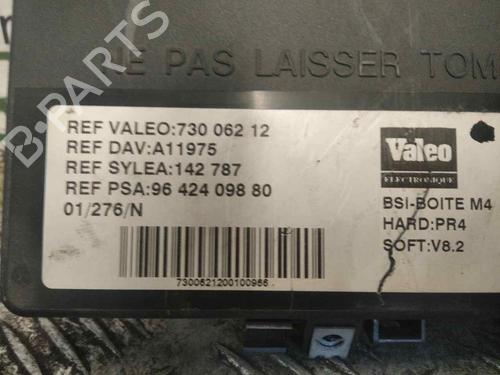 NE PAS LAISSER TOM
REF VALEO:730 062 12
REF DAV:A11975
REF SYLEA:142 787
REF PSA:96 424 098 80
01/276/N
7300621200100966
Valeo
ELECTRONIQUE
BSI-BOITE M4
HARD:PR4
SOFT:V8.2